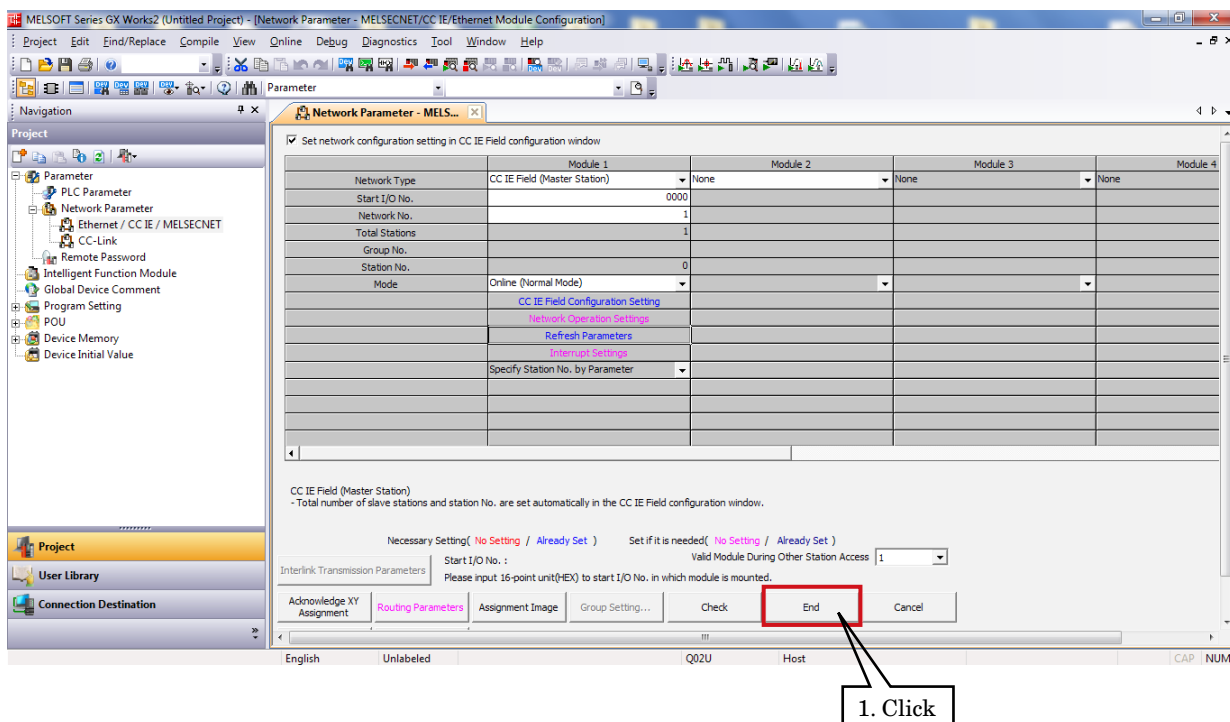 MELSOFT Series GX Works2 (Untitled Project) - [Network Parameter - MELSECNET/CC IE/Ethernet Module Configuration]
Project Edit Find/Replace Compile View Online Debug Diagnostics Tool Window Help
Parameter
Navigation
Network Parameter - MELS...
Project
Set network configuration setting in CC IE Field configuration window
Parameter
PLC Parameter
Network Parameter
Ethernet / CC IE / MELSECNET
CC-Link
Remote Password
Intelligent Function Module
Global Device Comment
Program Setting
POU
Device Memory
Device Initial Value
Module 1 Module 2 Module 3 Module 4
Network Type CC IE Field (Master Station) None None None
Start I/O No. 0000
Network No. 1
Total Stations 1
Group No.
Station No. 0
Mode Online (Normal Mode)
CC IE Field Configuration Setting
Network Operation Settings
Refresh Parameters
Interrupt Settings
Specify Station No. by Parameter
CC IE Field (Master Station)
- Total number of slave stations and station No. are set automatically in the CC IE Field configuration window.
Necessary Setting( No Setting / Already Set ) Set if it is needed( No Setting / Already Set )
Interlink Transmission Parameters
Start I/O No. : Valid Module During Other Station Access 1
Please input 16-point unit(HEX) to start I/O No. in which module is mounted.
Acknowledge XY Assignment Routing Parameters Assignment Image Group Setting... Check End Cancel
Project
User Library
Connection Destination
English Unlabeled Q02U Host CAP NUM
1. Click